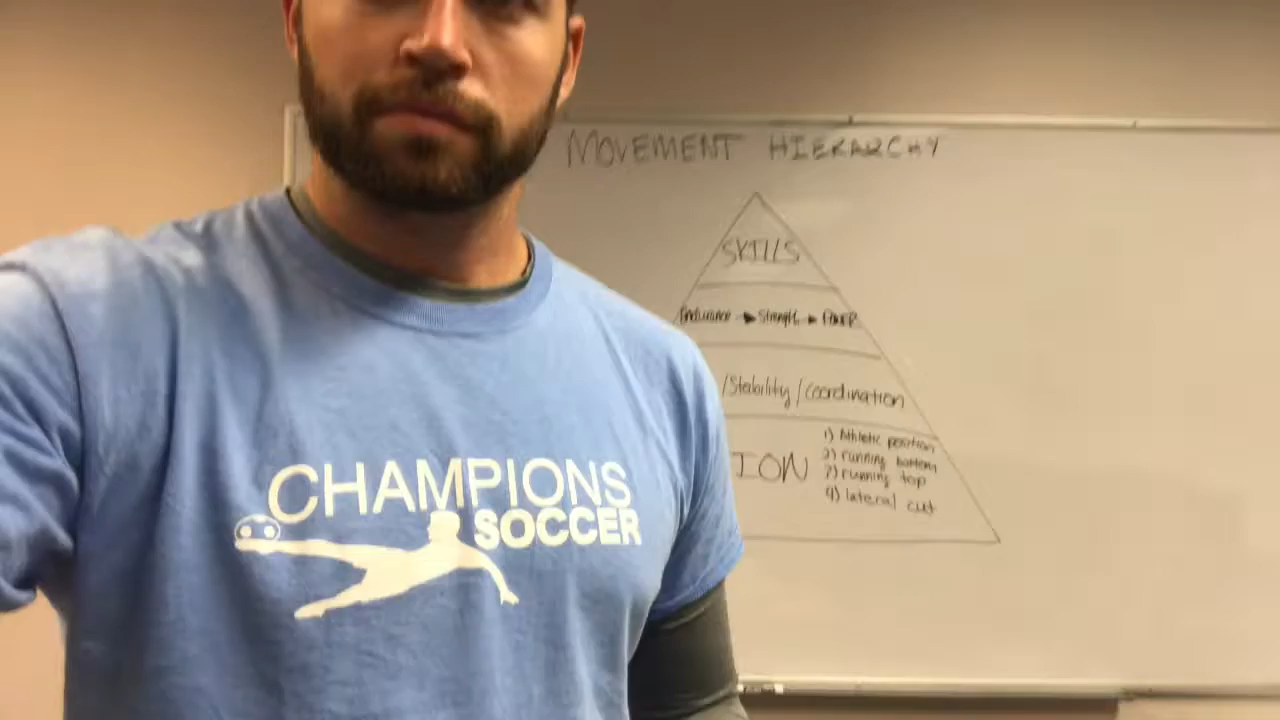 MOVEMENT HIERARCHY
SKILLS
Endurance → Strength → POWER
/Stability/Coordination
ION
1) Athletic position
2) running bottom
3) running top
4) lateral cut
CHAMPIONS
SOCCER